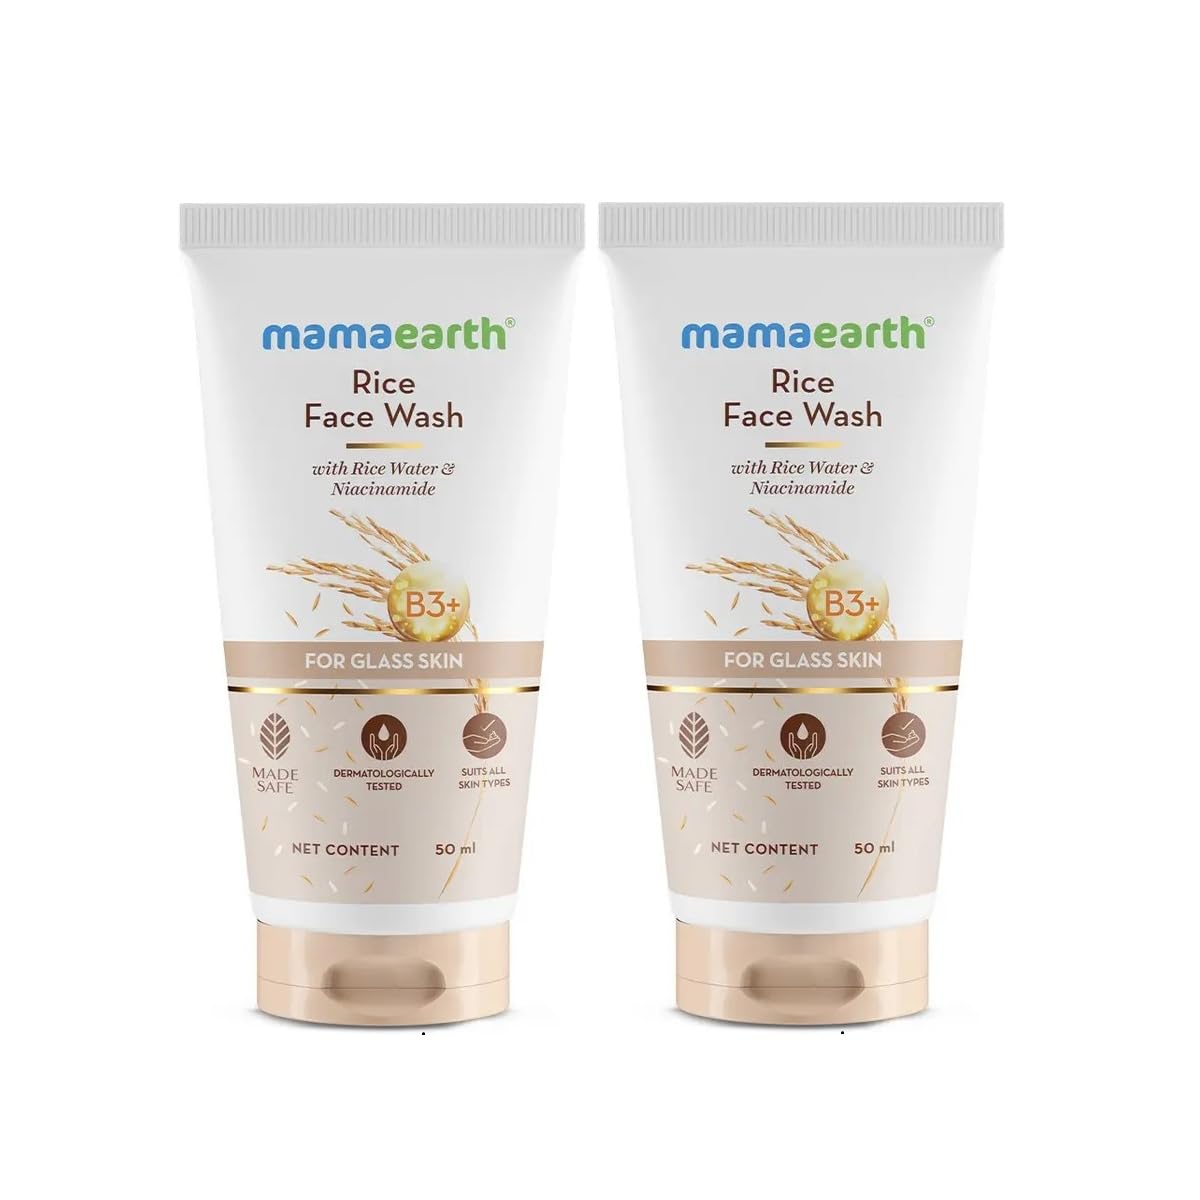 mamaearth®
Rice
Face Wash
with Rice Water &
Niacinamide
B3+
FOR GLASS SKIN
MADE
SAFE
DERMATOLOGICALLY
TESTED
SUITS ALL
SKIN TYPES
NET CONTENT 50 ml
mamaearth®
Rice
Face Wash
with Rice Water &
Niacinamide
B3+
FOR GLASS SKIN
MADE
SAFE
DERMATOLOGICALLY
TESTED
SUITS ALL
SKIN TYPES
NET CONTENT 50 ml